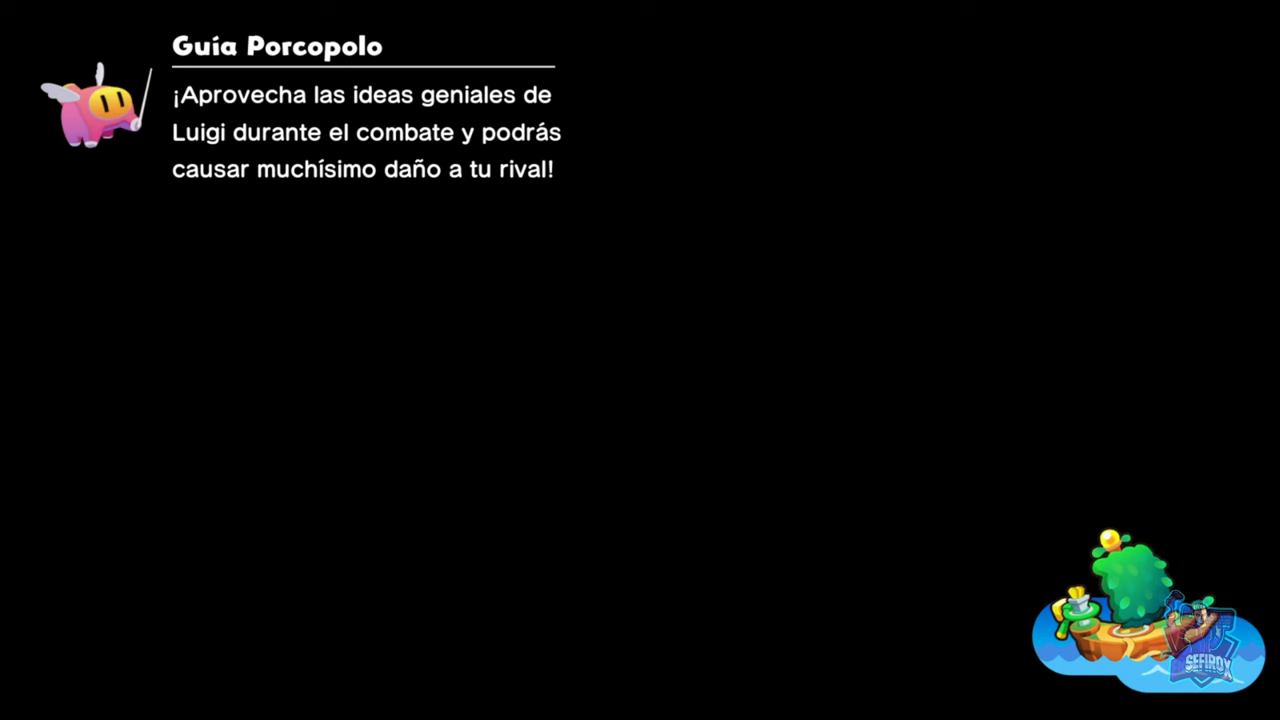 Guía Porcopolo
¡Aprovecha las ideas geniales de
Luigi durante el combate y podrás
causar muchísimo daño a tu rival!
SEFIROX